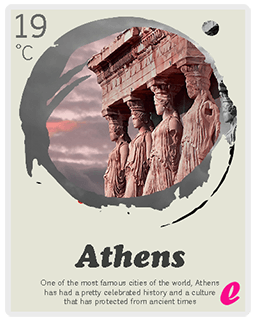 19
°C
Athens
One of the most famous cities of the world, Athens
has had a pretty celebrated history and a culture
that has protected from ancient times
e